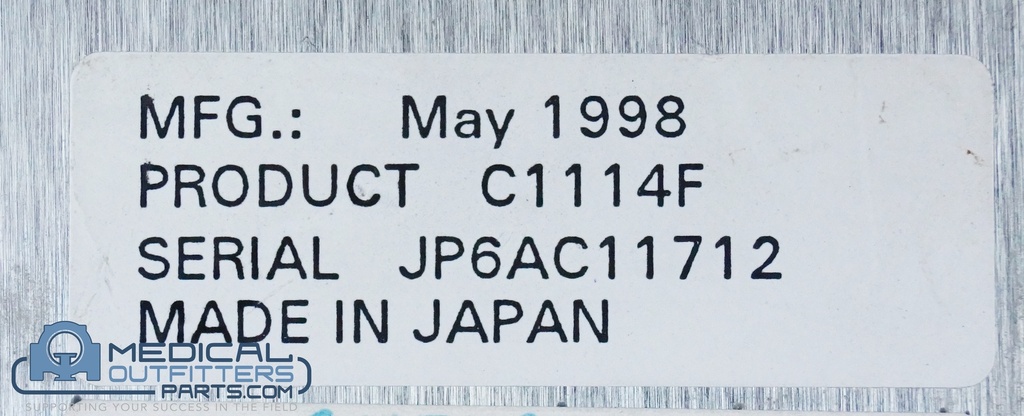 MFG.: May 1998
PRODUCT C1114F
SERIAL JP6AC11712
MADE IN JAPAN
MEDICAL
OUTFITTERS
PARTS.COM
SUPPORTING YOUR SUCCESS IN THE FIELD